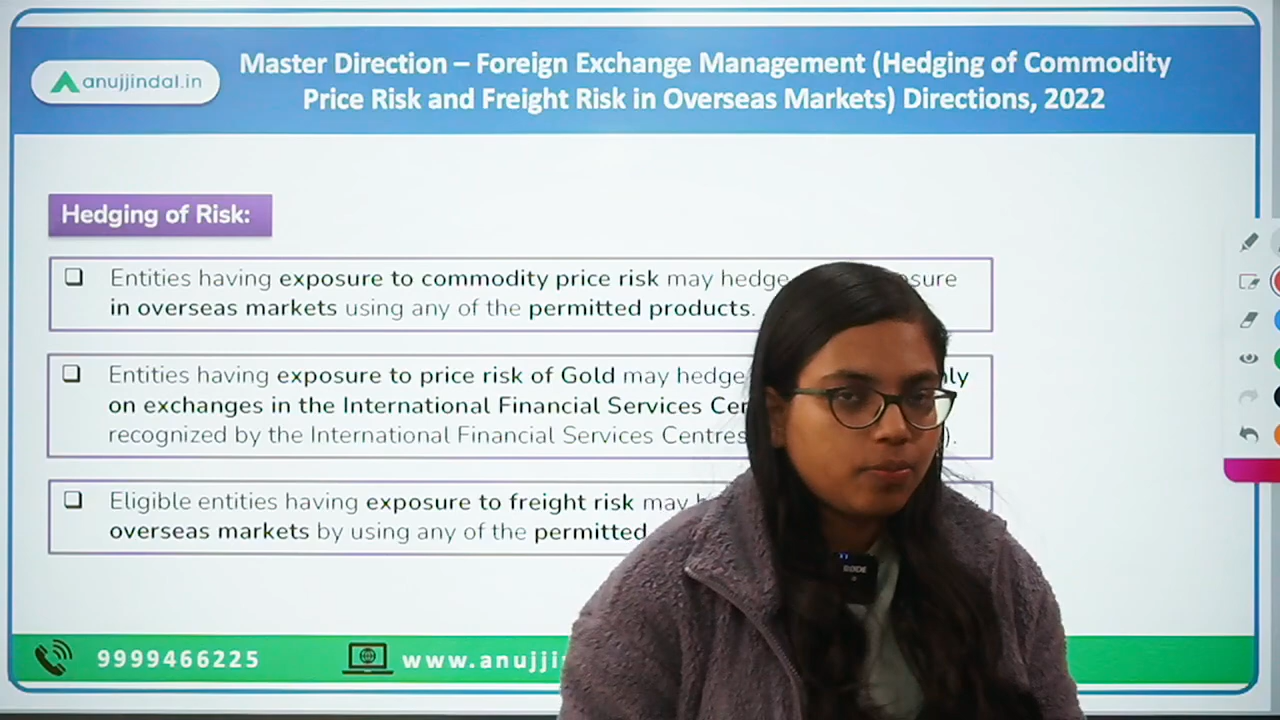 anujjindal.in
Master Direction – Foreign Exchange Management (Hedging of Commodity
Price Risk and Freight Risk in Overseas Markets) Directions, 2022
Hedging of Risk:
Entities having exposure to commodity price risk may hedge
in overseas markets using any of the permitted products.
Entities having exposure to price risk of Gold may hedge
on exchanges in the International Financial Services
recognized by the International Financial Services Centres
Eligible entities having exposure to freight risk may
overseas markets by using any of the permitted
9999466225
RODE